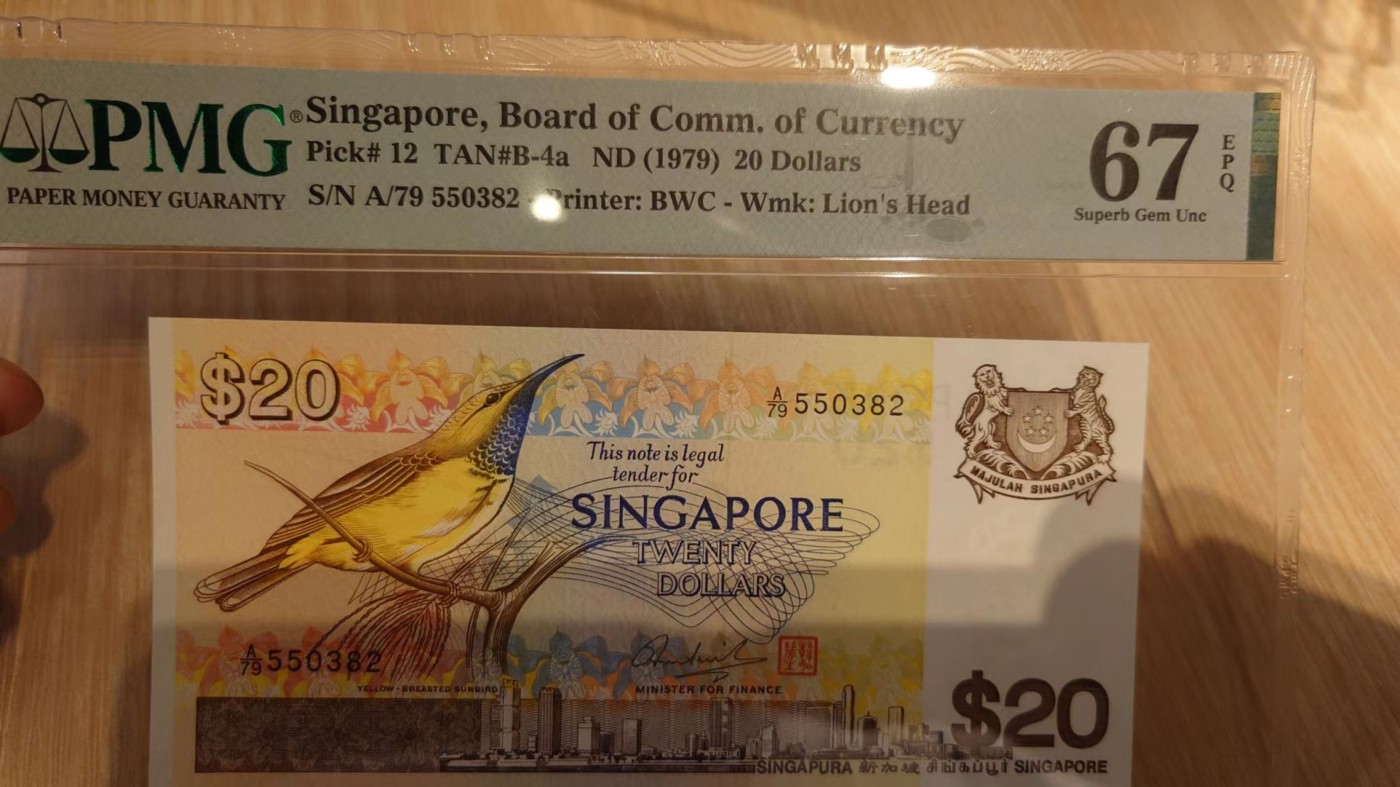 PMG®
PAPER MONEY GUARANTY
Singapore, Board of Comm. of Currency
Pick# 12 TAN#B-4a ND (1979) 20 Dollars
S/N A/79 550382 - Printer: BWC - Wmk: Lion's Head
67
EPQ
Superb Gem Unc
$20
A/79 550382
This note is legal
tender for
SINGAPORE
TWENTY
DOLLARS
MAJULAH SINGAPURA
A/79 550382
YELLOW-BREASTED SUNBIRD
MINISTER FOR FINANCE
$20
SINGAPURA 新加坡 சிங்கப்பூர் SINGAPORE